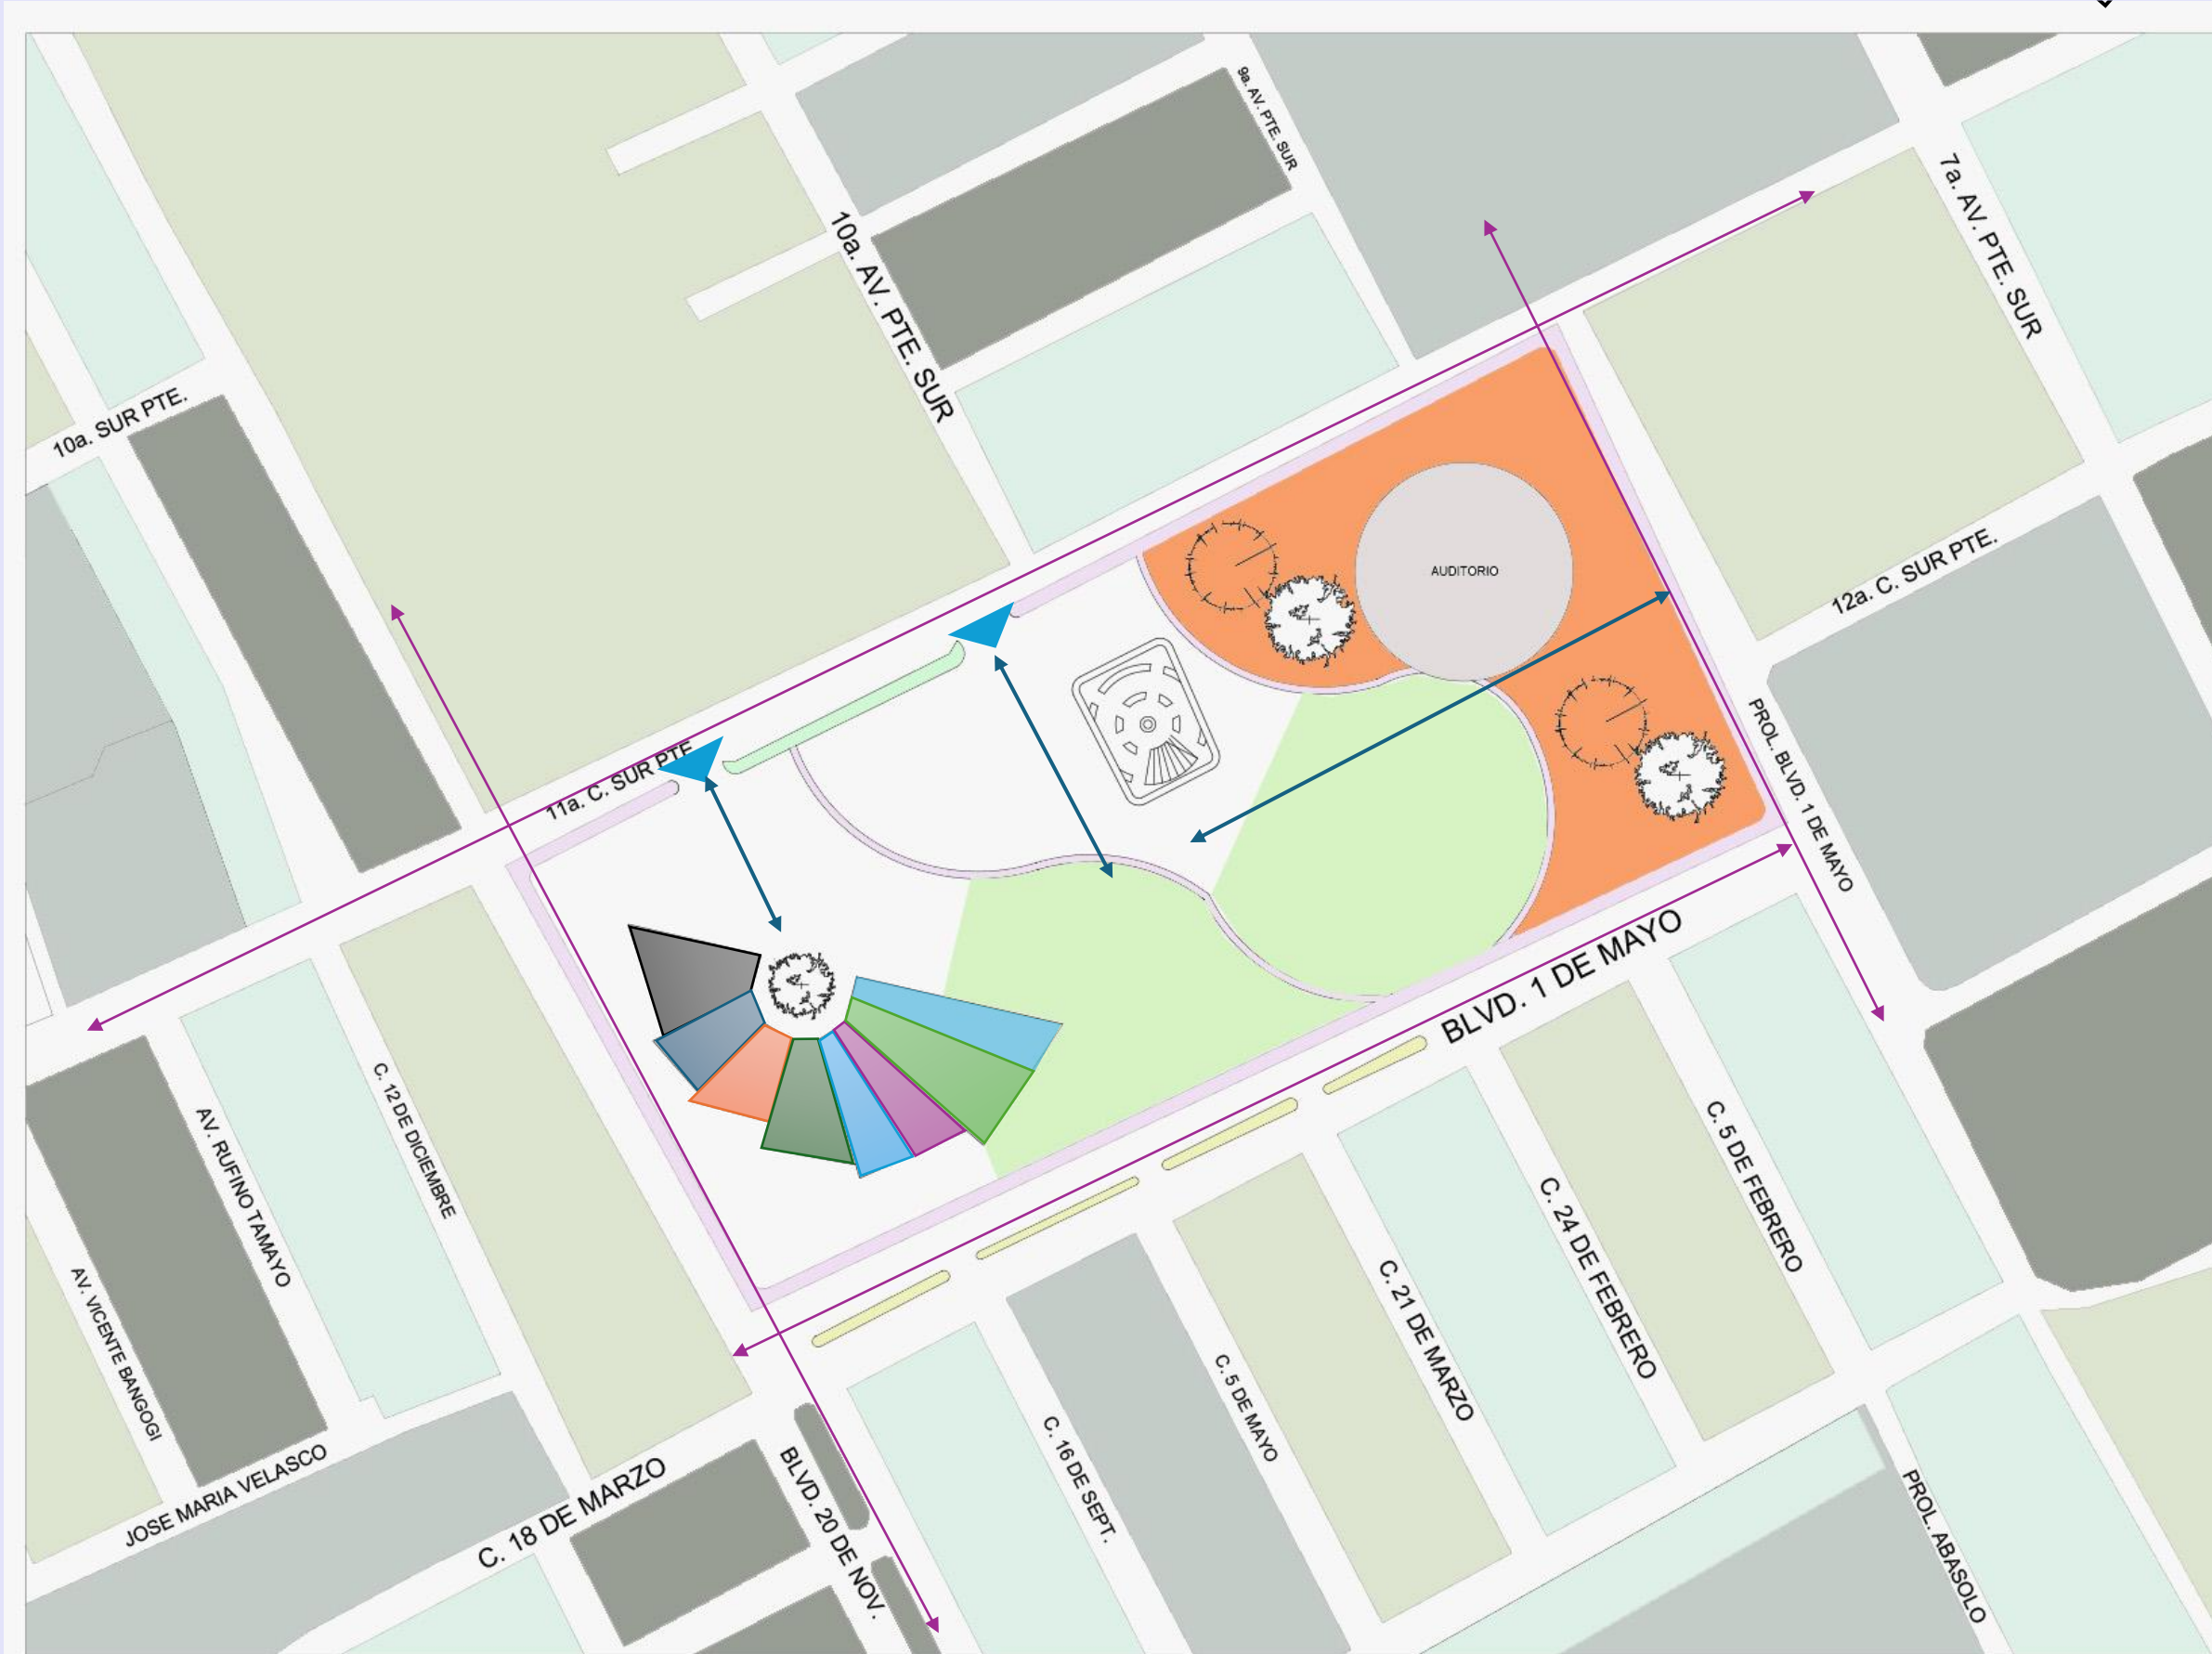 9a. AV. PTE. SUR
7a. AV. PTE. SUR
10a. AV. PTE. SUR
10a. SUR PTE.
AUDITORIO
12a. C. SUR PTE.
11a. C. SUR PTE.
PROL. BLVD. 1 DE MAYO
BLVD. 1 DE MAYO
C. 12 DE DICIEMBRE
AV. RUFINO TAMAYO
AV. VICENTE BANGOGI
C. 5 DE FEBRERO
C. 24 DE FEBRERO
C. 21 DE MARZO
C. 5 DE MAYO
C. 16 DE SEPT.
JOSE MARIA VELASCO
C. 18 DE MARZO
BLVD. 20 DE NOV.
PROL. ABASOLO